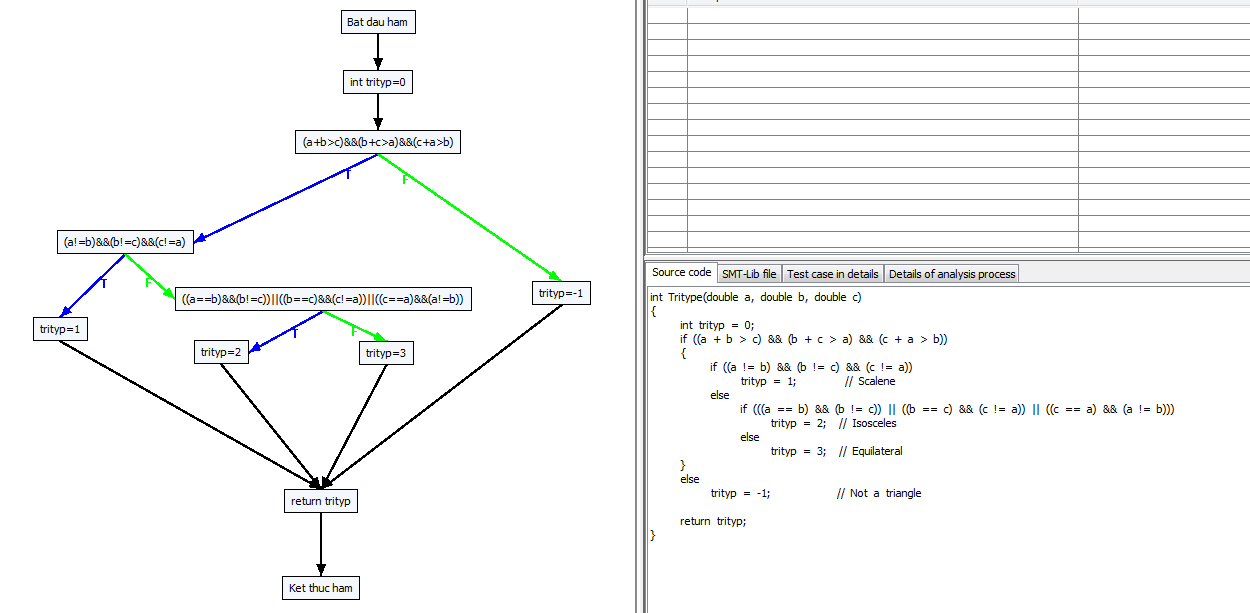 Bat dau ham
int trityp=0
(a+b>c)&&(b+c>a)&&(c+a>b)
T
F
(a!=b)&&(b!=c)&&(c!=a)
T
F
((a==b)&&(b!=c))||((b==c)&&(c!=a))||((c==a)&&(a!=b))
trityp=-1
trityp=1
T
F
trityp=2
trityp=3
return trityp
Ket thuc ham
Source code
SMT-Lib file
Test case in details
Details of analysis process
int Tritype(double a, double b, double c)
{
int trityp = 0;
if ((a + b > c) && (b + c > a) && (c + a > b))
{
if ((a != b) && (b != c) && (c != a))
trityp = 1; // Scalene
else
if (((a == b) && (b != c)) || ((b == c) && (c != a)) || ((c == a) && (a != b)))
trityp = 2; // Isosceles
else
trityp = 3; // Equilateral
}
else
trityp = -1; // Not a triangle
return trityp;
}